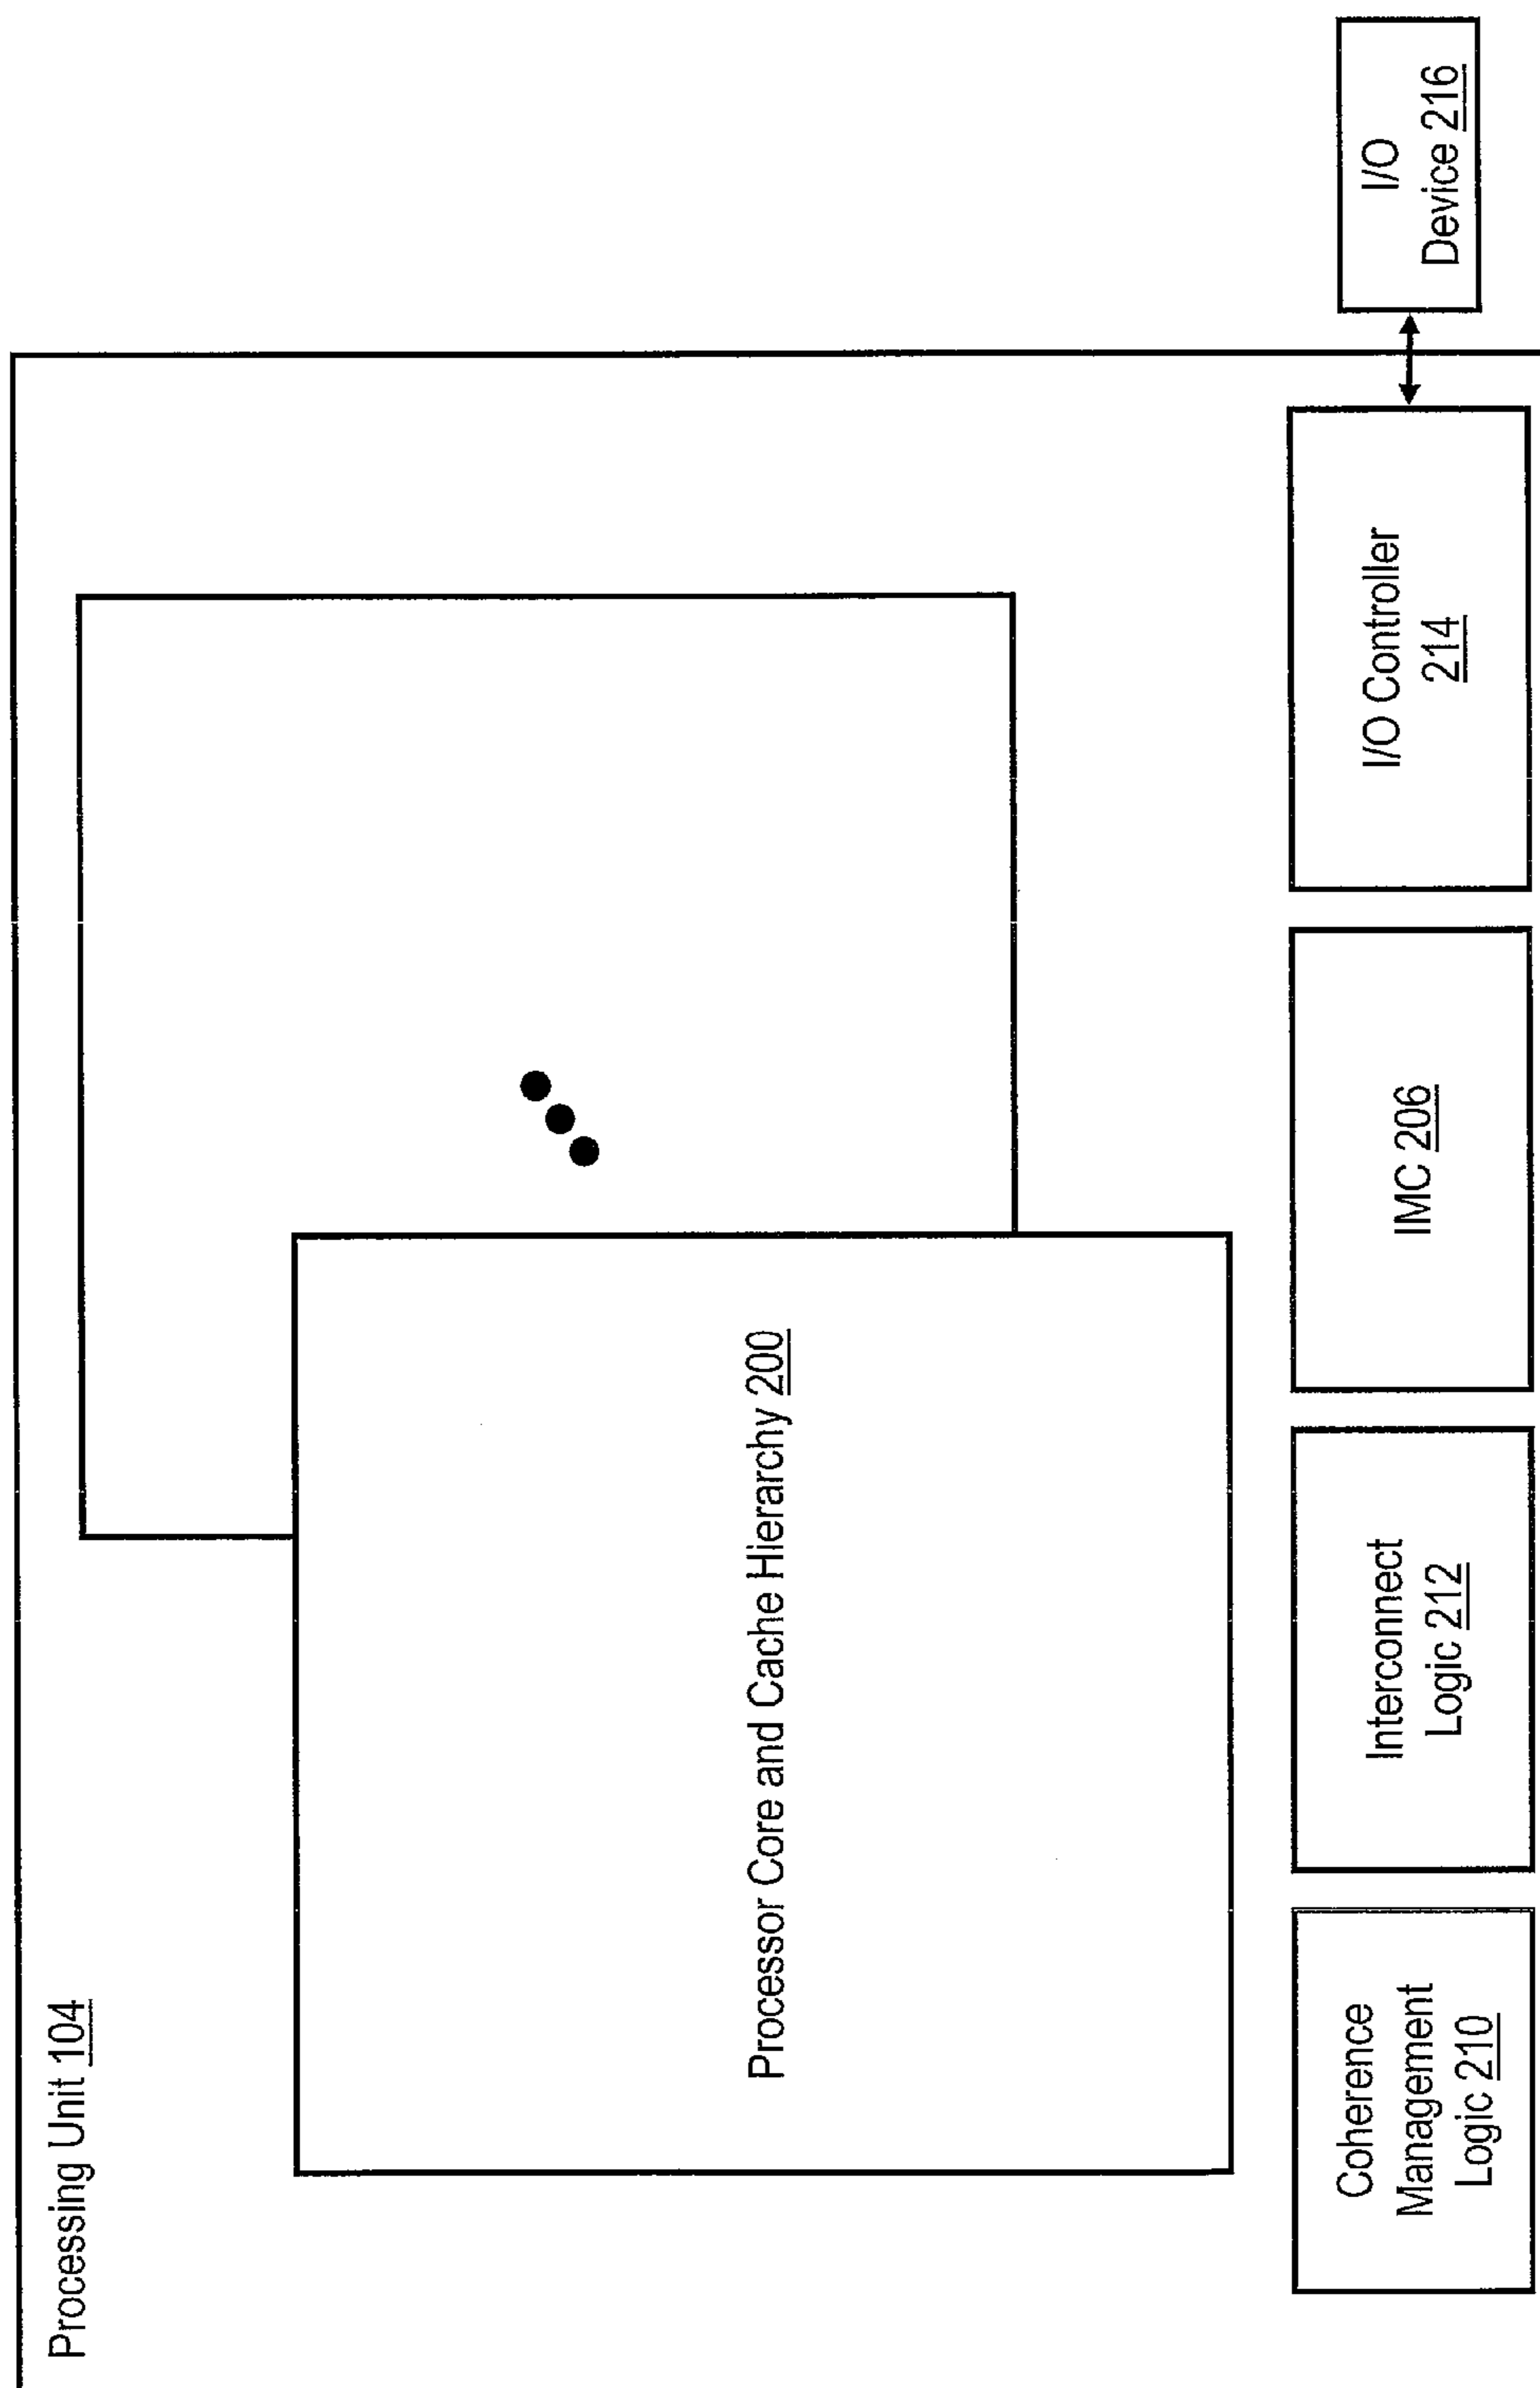 Processing Unit 104
Processor Core and Cache Hierarchy 200
Coherence
Management
Logic 210
Interconnect
Logic 212
IMC 206
I/O Controller
214
I/O
Device 216